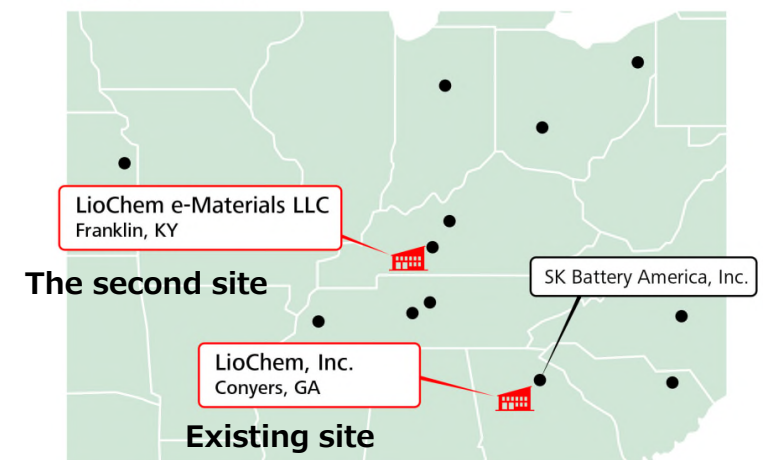 LioChem e-Materials LLC
Franklin, KY
The second site
SK Battery America, Inc.
LioChem, Inc.
Conyers, GA
Existing site